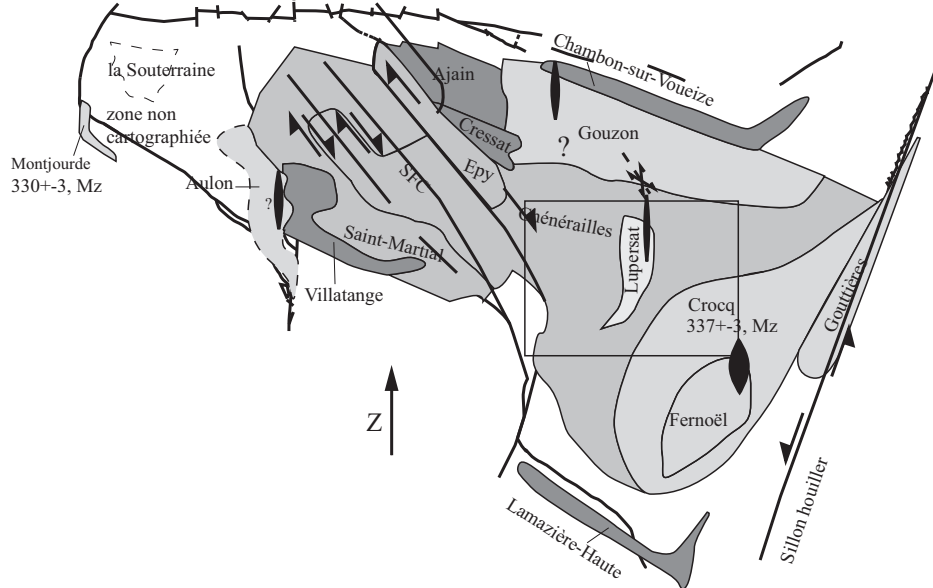 Chambon-sur-Voueize
la Souterraine
Ajain
zone non
cartographiée
Cressat
Gouzon
?
Montjourde
330+-3, Mz
Epy
SFC
Aulon
?
Chénérailles
Saint-Martial
Lupersat
Villatange
Gouttières
Crocq
337+-3, Mz
Z
Fernoël
Sillon houiller
Lamazière-Haute